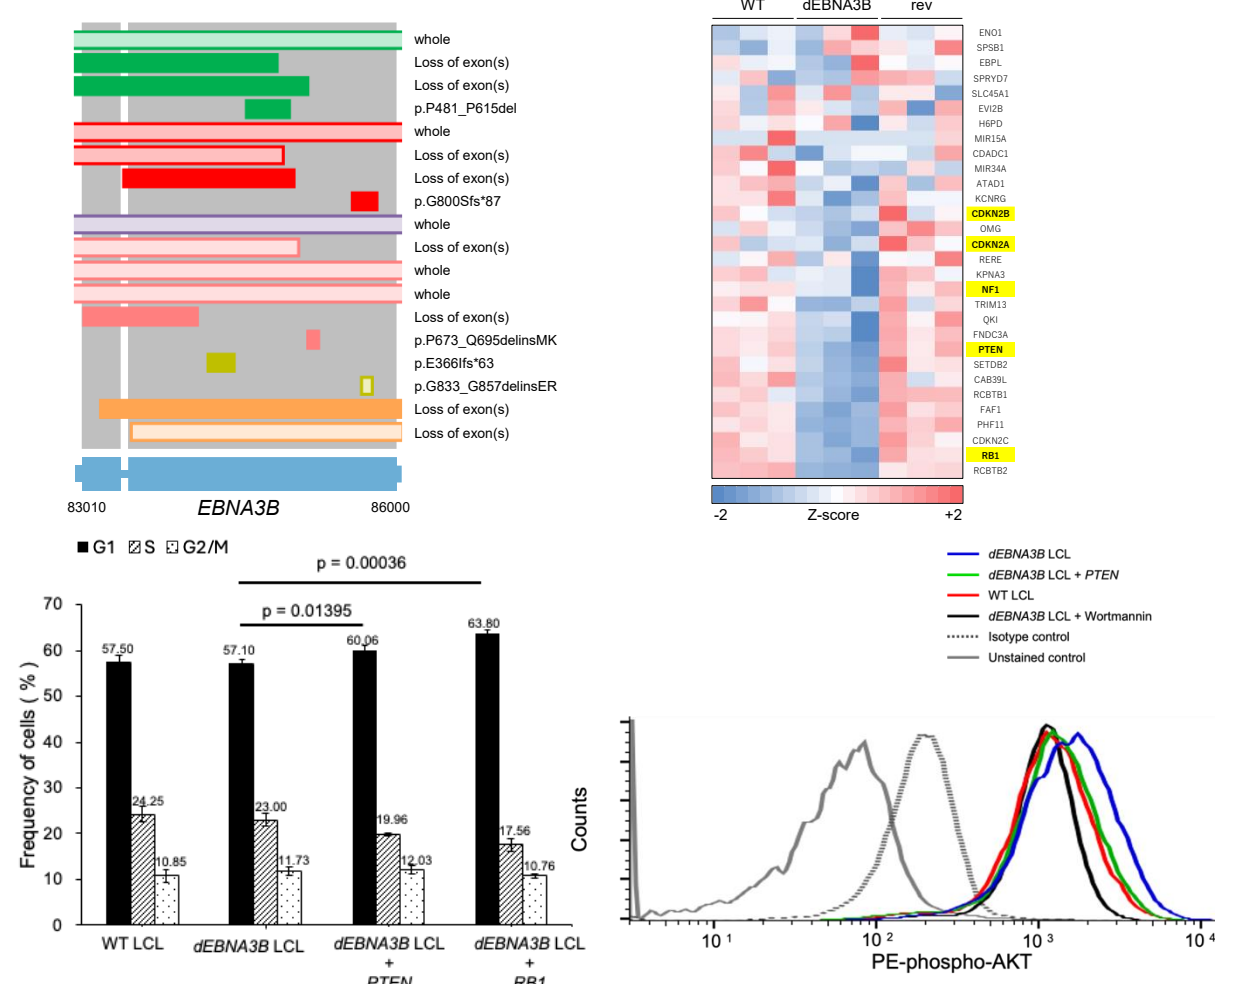 whole
Loss of exon(s)
Loss of exon(s)
p.P481_P615del
whole
Loss of exon(s)
Loss of exon(s)
p.G800Sfs*87
whole
Loss of exon(s)
whole
whole
Loss of exon(s)
p.P673_Q695delinsMK
p.E366Ifs*63
p.G833_G857delinsER
Loss of exon(s)
Loss of exon(s)
83010 EBNA3B 86000
WT dEBNA3B rev
ENO1
SPSB1
EBPL
SPRYD7
SLC45A1
EVI2B
H6PD
MIR15A
CDADC1
MIR34A
ATAD1
KCNRG
CDKN2B
OMG
CDKN2A
RERE
KPNA3
NF1
TRIM13
QKI
FNDC3A
PTEN
SETDB2
CAB39L
RCBTB1
FAF1
PHF11
CDKN2C
RB1
RCBTB2
-2 Z-score +2
G1 S G2/M
p = 0.00036
p = 0.01395
Frequency of cells ( % )
70
60
50
40
30
20
10
0
57.50 24.25 10.85
57.10 23.00 11.73
60.06 19.96 12.03
63.80 17.56 10.76
WT LCL
dEBNA3B LCL
dEBNA3B LCL
+
PTEN
dEBNA3B LCL
+
RB1
dEBNA3B LCL
dEBNA3B LCL + PTEN
WT LCL
dEBNA3B LCL + Wortmannin
Isotype control
Unstained control
Counts
10 1 10 2 10 3 10 4
PE-phospho-AKT